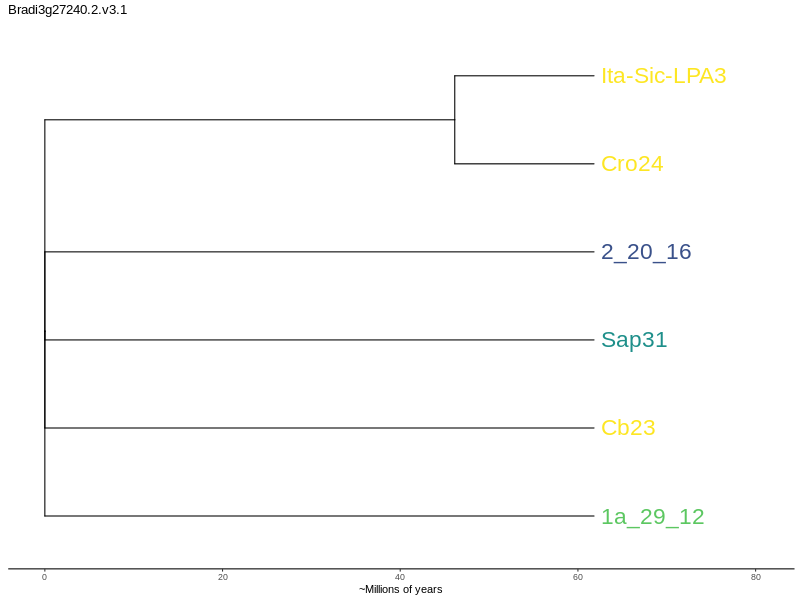 Bradi3g27240.2.v3.1
Ita-Sic-LPA3
Cro24
2_20_16
Sap31
Cb23
1a_29_12
0 20 40 60 80
~Millions of years